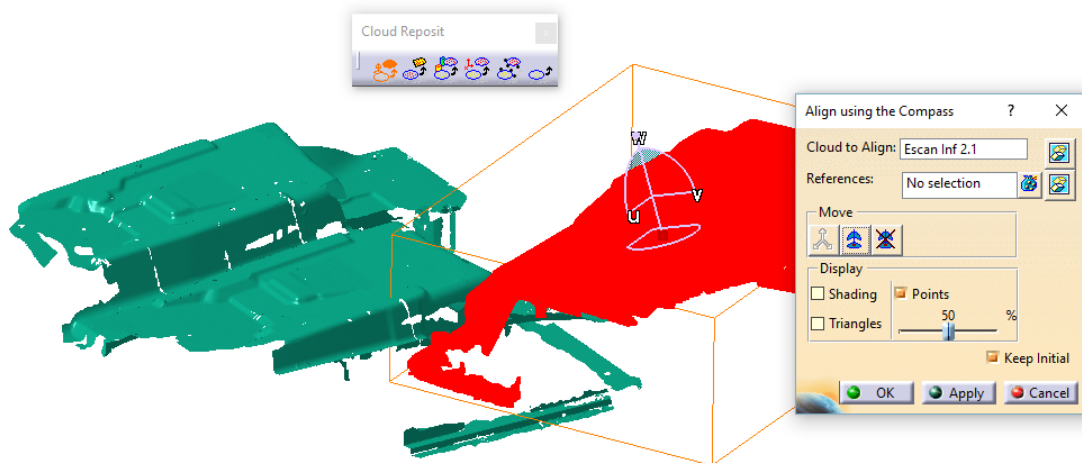 Cloud Reposit
x
Align using the Compass ? X
Cloud to Align: Escan Inf 2.1
References: No selection
Move
Display
Shading Points
Triangles 50 %
Keep Initial
OK Apply Cancel
w
v
u